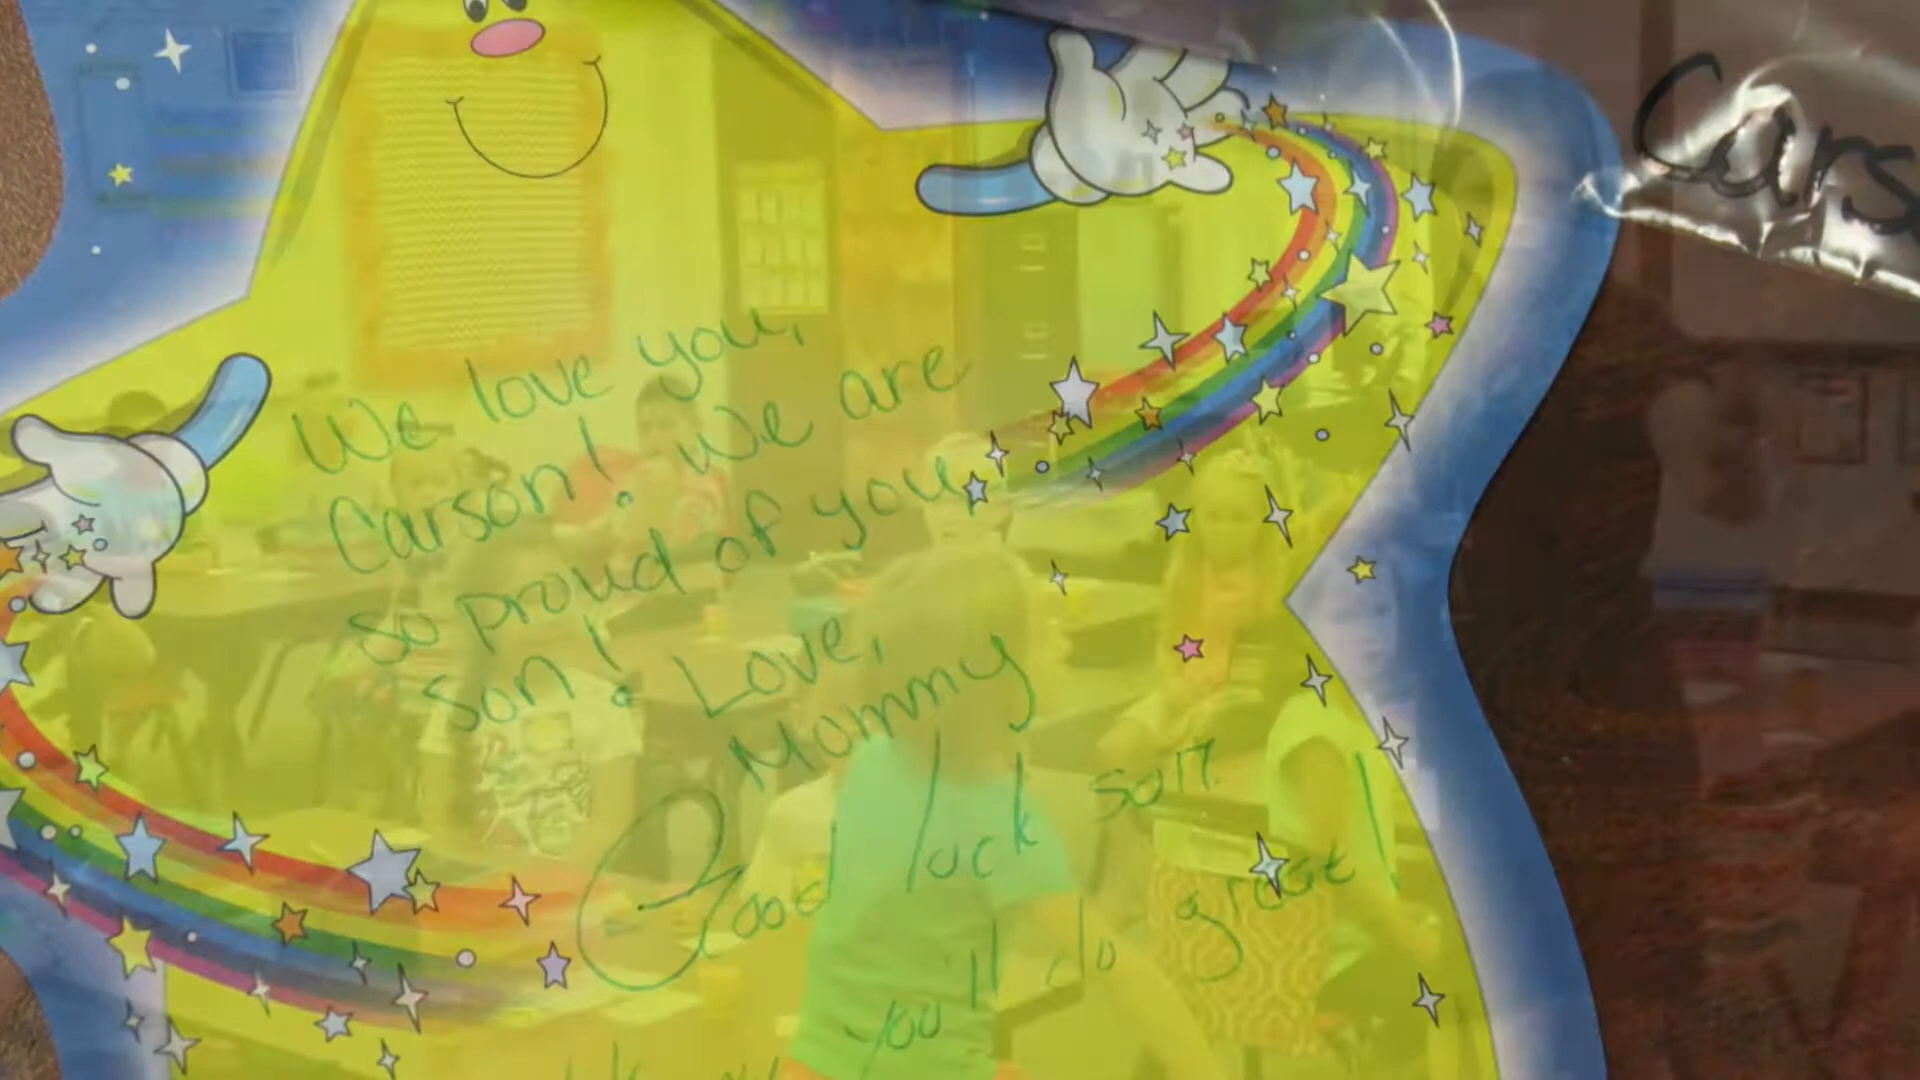 We love you,
Carson! We are
so proud of you,
son! Love,
Mommy
Good luck son.
you'll do great!
Cars